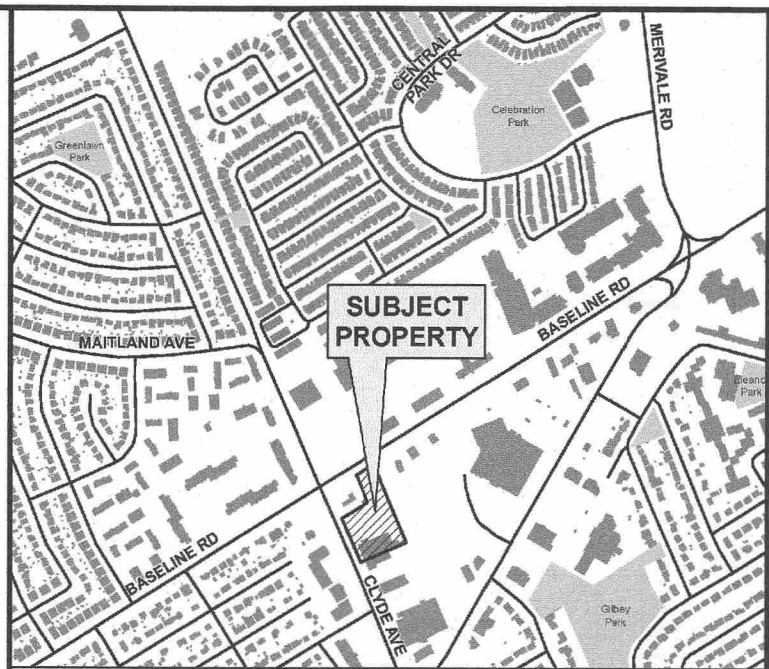 CENTRAL
PARK DR
MERIVALE RD
Celebration
Park
Greenlawn
Park
SUBJECT
PROPERTY
BASELINE RD
MAITLAND AVE
Park
BASELINE RD
CLYDE AVE
Gilbey
Park